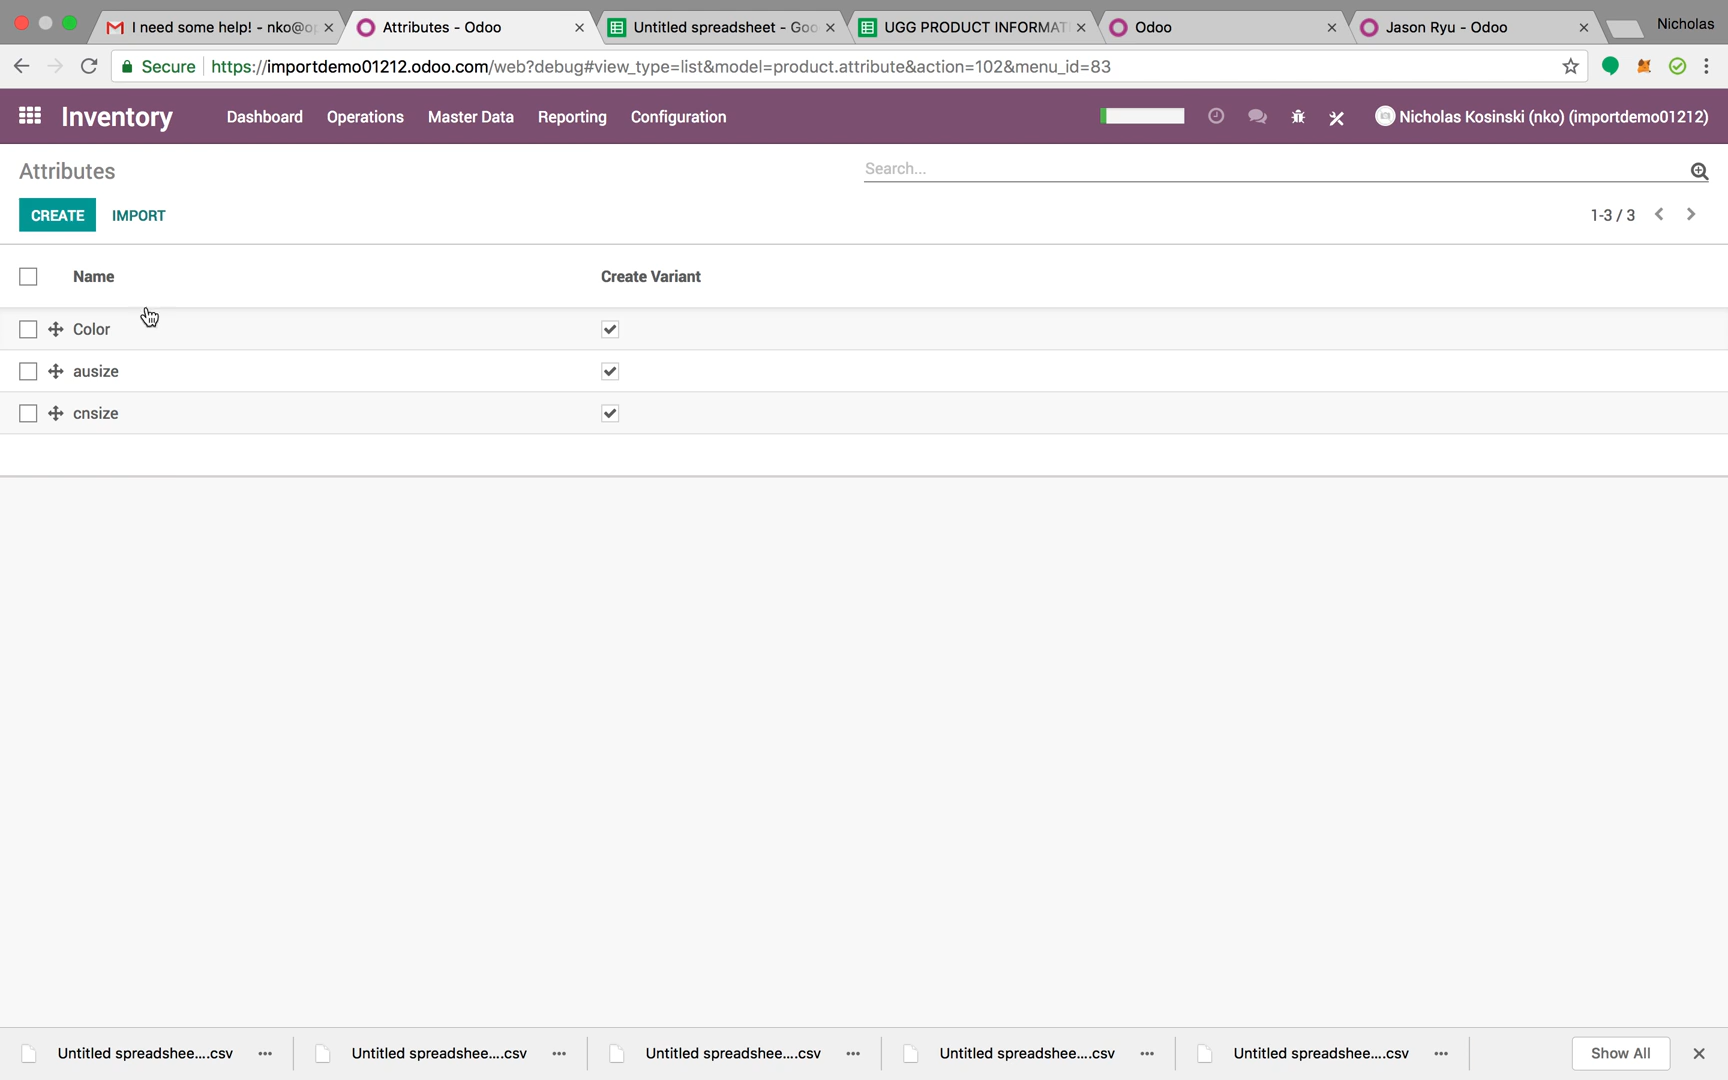 I need some help! - nko@op
Attributes - Odoo
Untitled spreadsheet - Goo
UGG PRODUCT INFORMAT
Odoo
Jason Ryu - Odoo
Nicholas
Secure
https://importdemo01212.odoo.com/web?debug#view_type=list&model=product.attribute&action=102&menu_id=83
Inventory
Dashboard
Operations
Master Data
Reporting
Configuration
Nicholas Kosinski (nko) (importdemo01212)
Attributes
Search...
CREATE
IMPORT
1-3 / 3
Name
Create Variant
Color
ausize
cnsize
Untitled spreadshee....csv
Untitled spreadshee....csv
Untitled spreadshee....csv
Untitled spreadshee....csv
Untitled spreadshee....csv
Show All